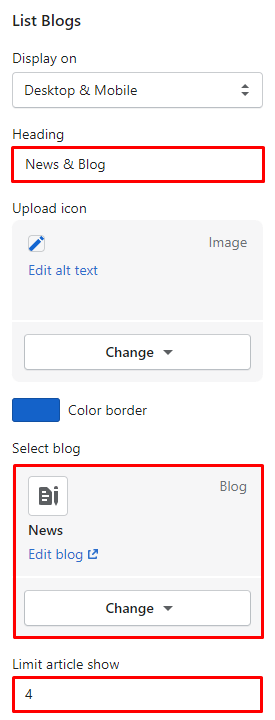 List Blogs
Display on
Desktop & Mobile
Heading
News & Blog
Upload icon
Image
Edit alt text
Change
Color border
Select blog
Blog
News
Edit blog
Change
Limit article show
4